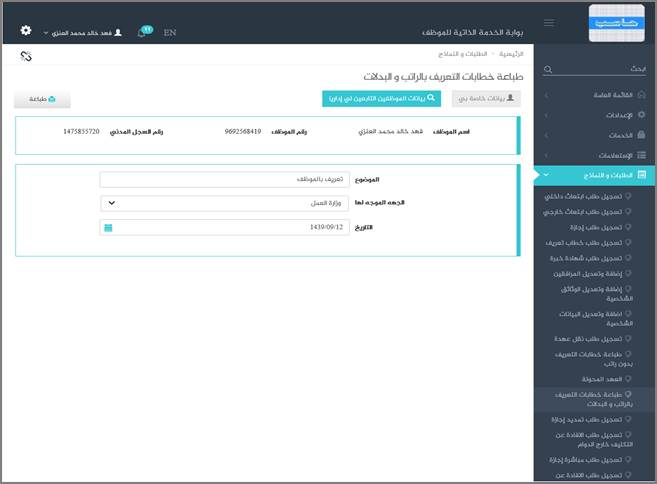 حاسب
بوابة الخدمة الذاتية للموظف
EN
٢٦
فهد خالد محمد العنزي
ابحث
القائمة العامة
الإعدادات
الخدمات
الإستعلامات
الطلبات و النماذج
تسجيل طلب ابتعاث داخلي
تسجيل طلب ابتعاث خارجي
تسجيل طلب إجازة
تسجيل طلب خطاب تعريف
تسجيل طلب شهادة خبرة
إضافة وتعديل المرافقين
إضافة وتعديل الوثائق
الشخصية
اضافة وتعديل البيانات
الشخصية
تسجيل طلب نقل عهدة
طباعة خطابات التعريف
بدون راتب
العهد المحولة
طباعة خطابات التعريف
بالراتب و البدلات
تسجيل طلب تمديد إجازة
تسجيل طلب الافادة عن
التكليف خارج الدوام
تسجيل طلب مباشرة إجازة
تسجيل طلب الافادة عن
الرئيسية - الطلبات و النماذج
طباعة خطابات التعريف بالراتب و البدلات
بيانات خاصة بي
بيانات الموظفين التابعين لي إداريا
طباعة
اسم الموظف فهد خالد محمد العنزي رقم الموظف 9692568419 رقم السجل المدني 1475835720
الموضوع تعريف بالموظف
الجهه الموجه لها وزارة العمل
التاريخ 1439/09/12